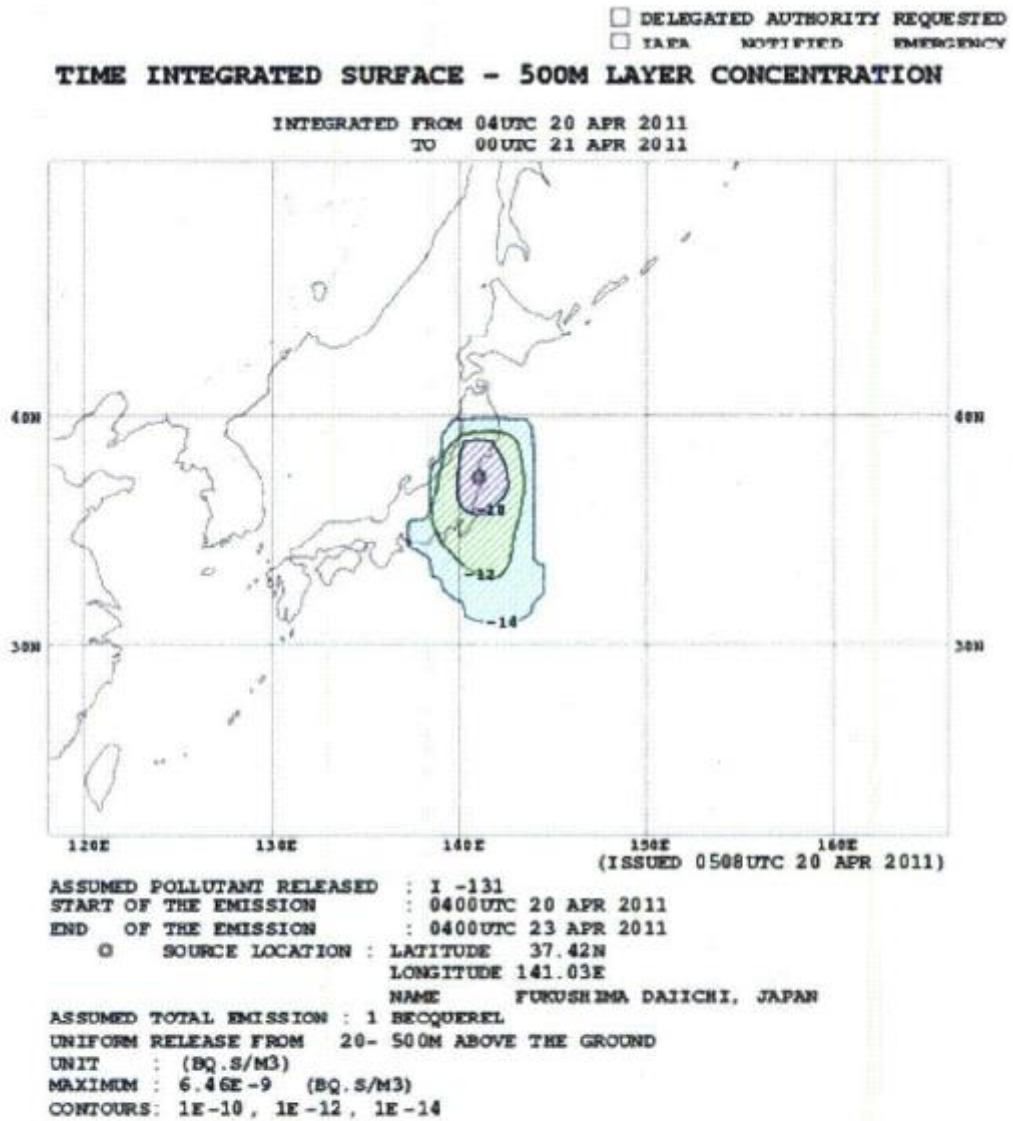 ☐ DELEGATED AUTHORITY REQUESTED
☐ IAEA NOTIFIED EMERGENCY
TIME INTEGRATED SURFACE - 500M LAYER CONCENTRATION
INTEGRATED FROM 04UTC 20 APR 2011
TO 00UTC 21 APR 2011
40N 40N
-10
-12
-14
30N 30N
120E 130E 140E 150E 160E
(ISSUED 0508UTC 20 APR 2011)
ASSUMED POLLUTANT RELEASED : I -131
START OF THE EMISSION : 0400UTC 20 APR 2011
END OF THE EMISSION : 0400UTC 23 APR 2011
SOURCE LOCATION : LATITUDE 37.42N
LONGITUDE 141.03E
NAME FUKUSHIMA DAIICHI, JAPAN
ASSUMED TOTAL EMISSION : 1 BECQUEREL
UNIFORM RELEASE FROM 20- 500M ABOVE THE GROUND
UNIT : (BQ.S/M3)
MAXIMUM : 6.46E-9 (BQ.S/M3)
CONTOURS: 1E-10, 1E-12, 1E-14